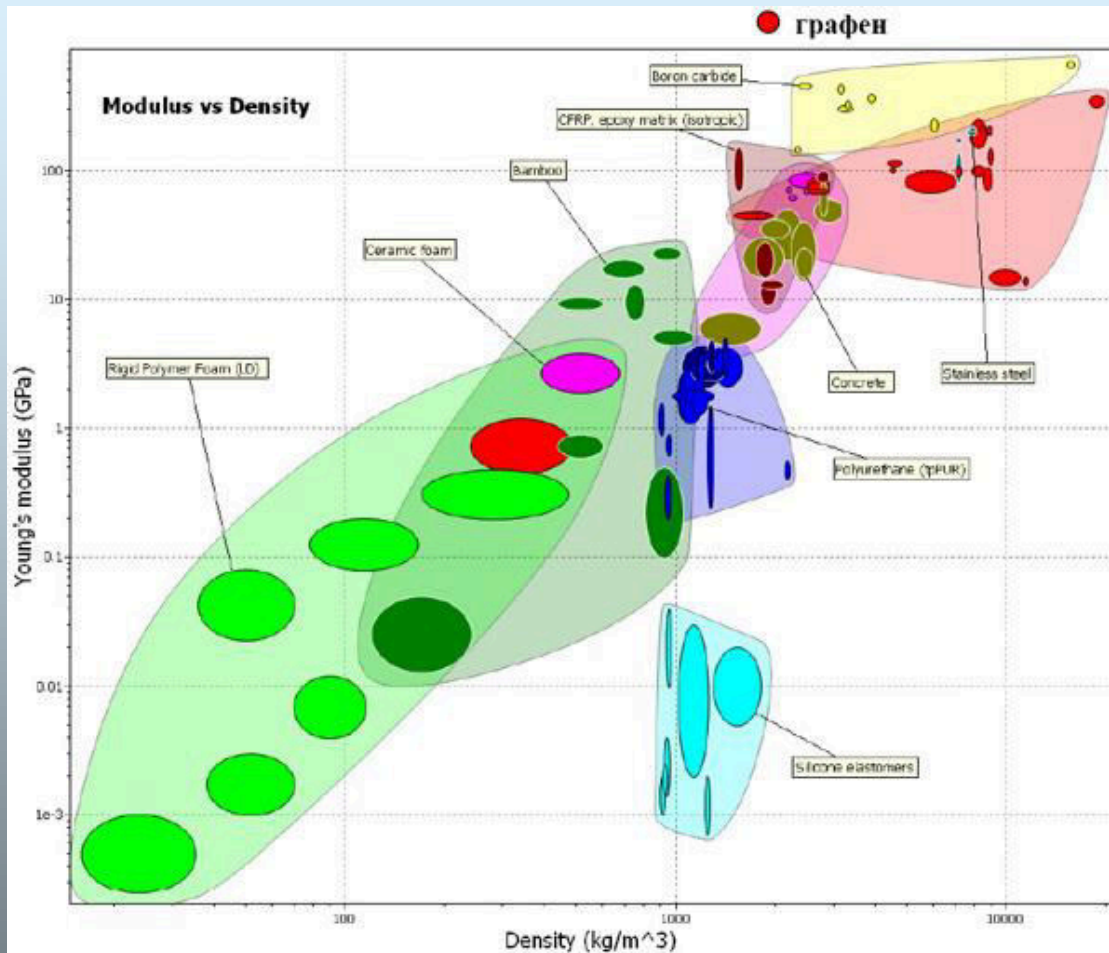 графен
Modulus vs Density
Boron carbide
CFRP, epoxy matrix (isotropic)
Bamboo
Ceramic foam
Rigid Polymer Foam (LD)
Concrete
Stainless steel
Polyurethane (tpPUR)
Silicone elastomers
Young's modulus (GPa)
100
10
1
0.1
0.01
1e-3
100
1000
10000
Density (kg/m^3)